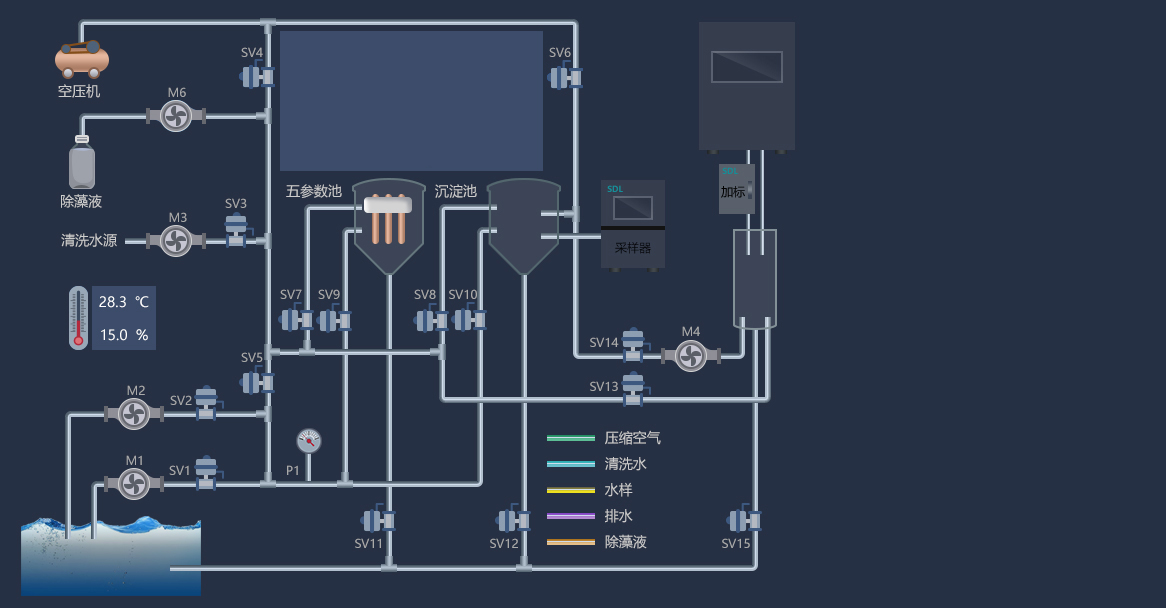 SV4
SV6
空压机
M6
SDL
加标
除藻液
五参数池
沉淀池
SDL
采样器
M3
SV3
清洗水源
28.3 ℃
15.0 %
SV7
SV9
SV8
SV10
SV14
M4
SV5
SV13
M2
SV2
M1
SV1
P1
压缩空气
清洗水
水样
排水
除藻液
SV11
SV12
SV15